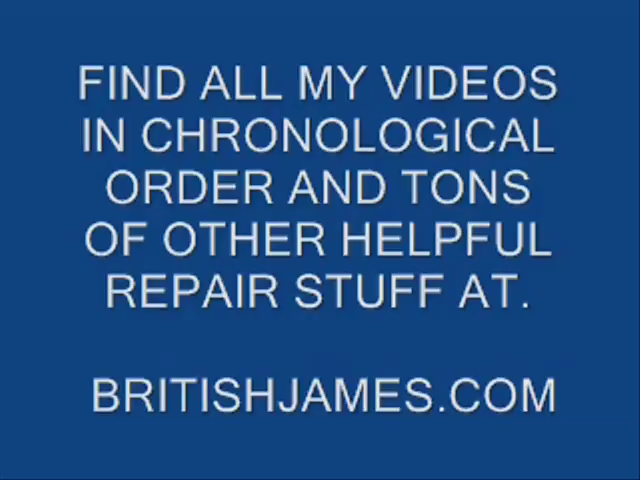 FIND ALL MY VIDEOS
IN CHRONOLOGICAL
ORDER AND TONS
OF OTHER HELPFUL
REPAIR STUFF AT.
BRITISHJAMES.COM